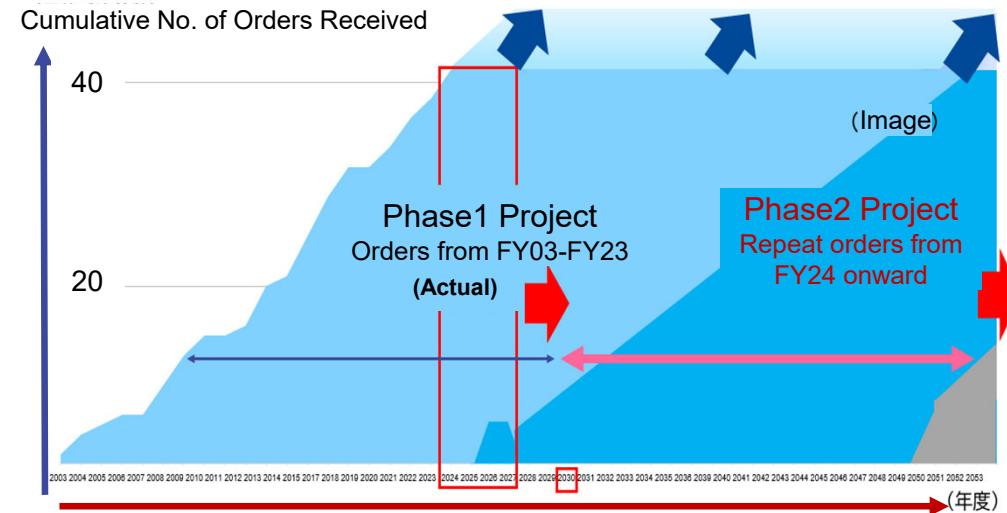 Cumulative No. of Orders Received
40
(Image)
Phase1 Project
Orders from FY03-FY23
(Actual)
Phase2 Project
Repeat orders from
FY24 onward
20
2003 2004 2005 2006 2007 2008 2009 2010 2011 2012 2013 2014 2015 2017 2018 2019 2020 2021 2022 2023 2024 2025 2026 2027 2028 2029 2030 2031 2032 2033 2034 2035 2036 2039 2040 2041 2042 2043 2044 2045 2046 2047 2048 2049 2050 2051 2052 2053
(年度)